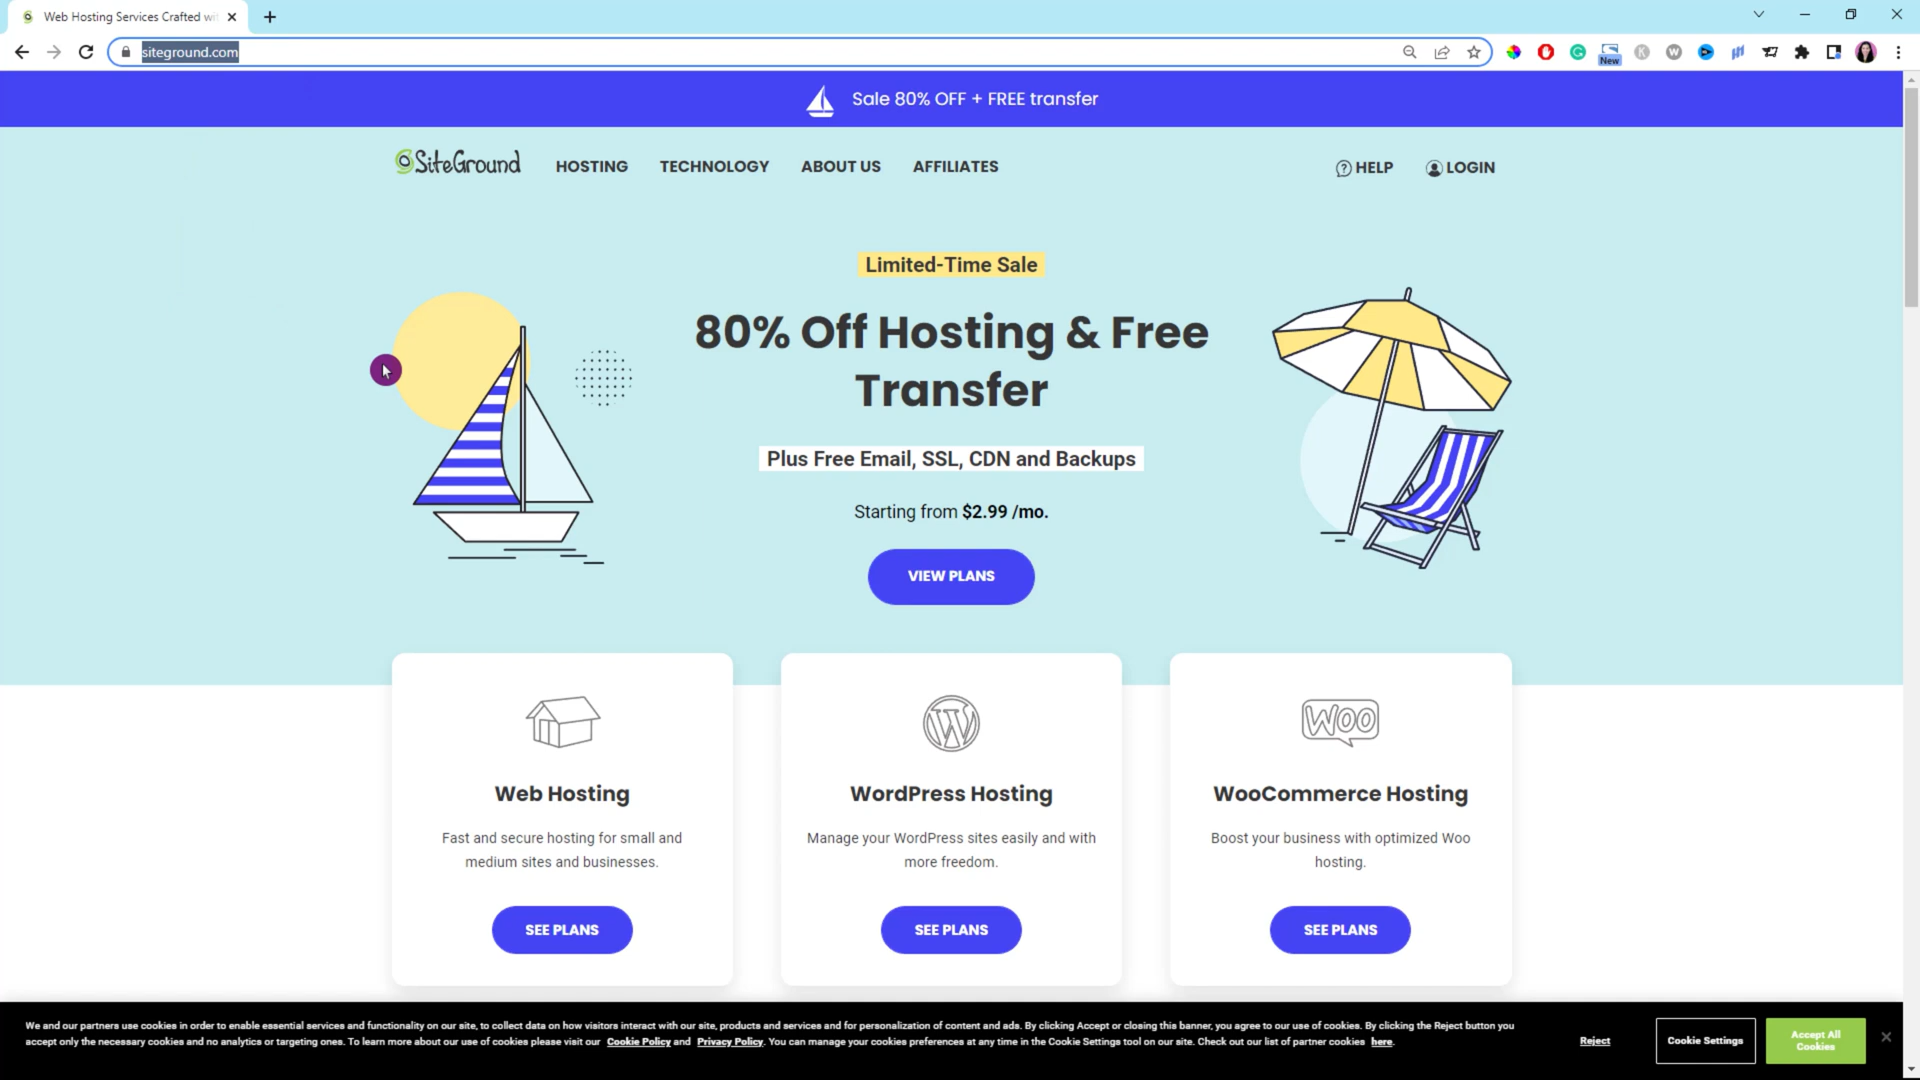 Web Hosting Services Crafted wit
siteground.com
New
Sale 80% OFF + FREE transfer
SiteGround HOSTING TECHNOLOGY ABOUT US AFFILIATES HELP LOGIN
Limited-Time Sale
80% Off Hosting & Free
Transfer
Plus Free Email, SSL, CDN and Backups
Starting from $2.99 /mo.
VIEW PLANS
WOO
Web Hosting
Fast and secure hosting for small and
medium sites and businesses.
SEE PLANS
WordPress Hosting
Manage your WordPress sites easily and with
more freedom.
SEE PLANS
WooCommerce Hosting
Boost your business with optimized Woo
hosting.
SEE PLANS
We and our partners use cookies in order to enable essential services and functionality on our site, to collect data on how visitors interact with our site, products and services and for personalization of content and ads. By clicking Accept or closing this banner, you agree to our use of cookies. By clicking the Reject button you
accept only the necessary cookies and no analytics or targeting ones. To learn more about our use of cookies please visit our Cookie Policy and Privacy Policy. You can manage your cookies preferences at any time in the Cookie Settings tool on our site. Check out our list of partner cookies here.
Reject
Cookie Settings
Accept All
Cookies